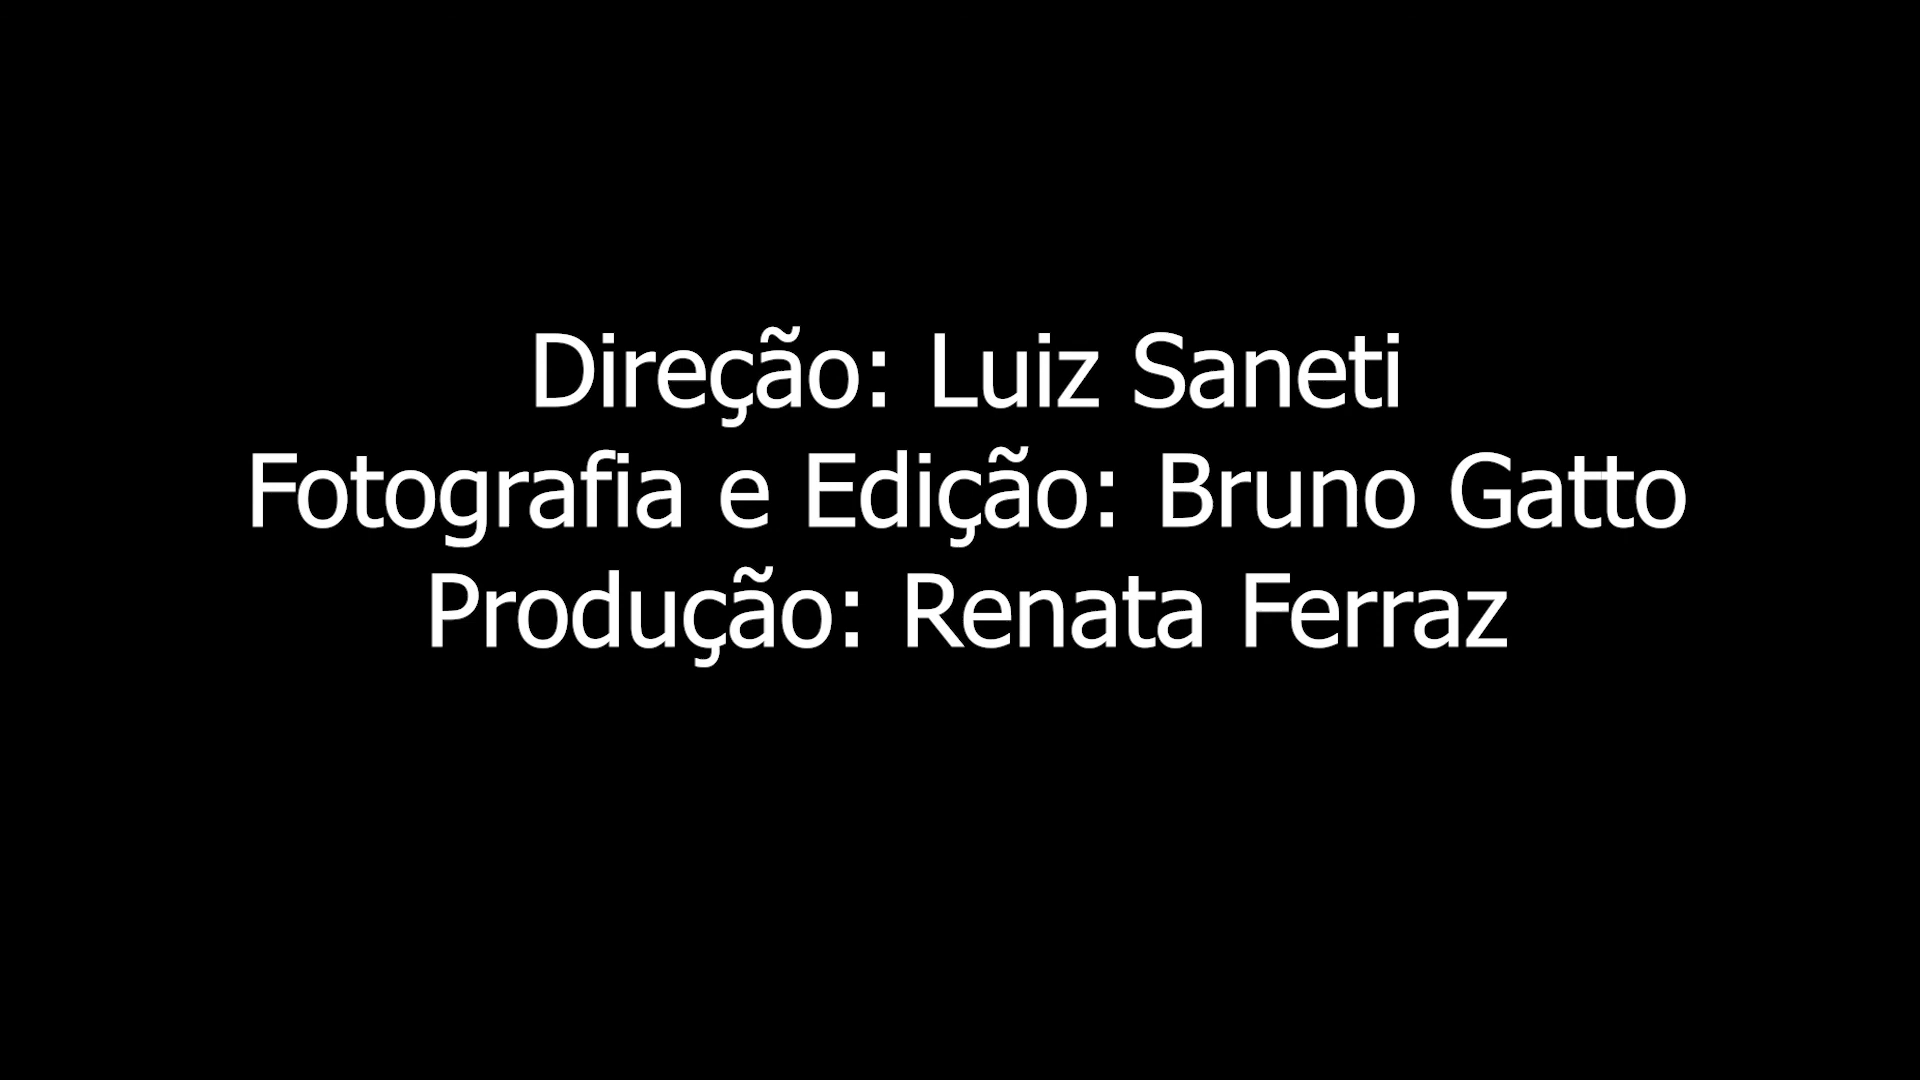 Direção: Luiz Saneti
Fotografia e Edição: Bruno Gatto
Produção: Renata Ferraz